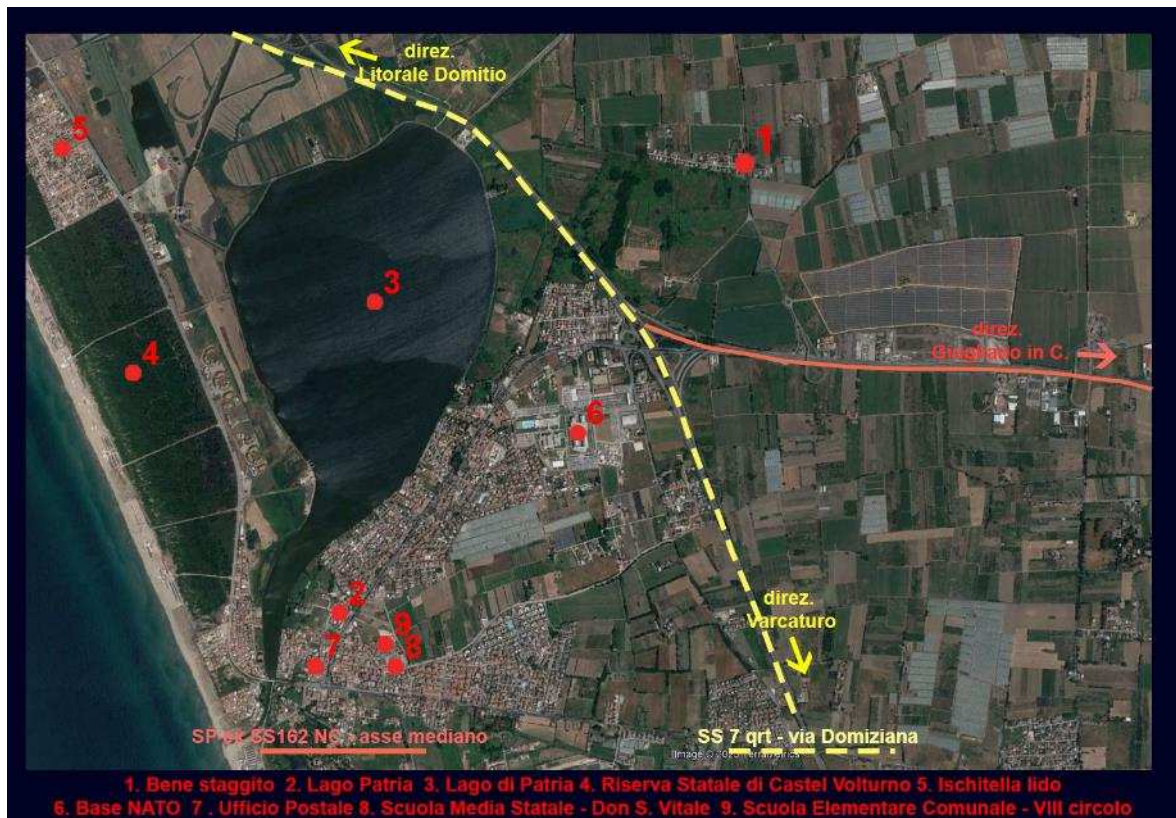 direz.
Litorale Domitio
5
1
3
direz.
Giugliano in C.
4
6
direz.
Varcaturo
2
9
7
8
SP ex SS162 NC - asse mediano
SS 7 qrt - via Domiziana
1. Bene staggito 2. Lago Patria 3. Lago di Patria 4. Riserva Statale di Castel Volturno 5. Ischitella lido
6. Base NATO 7 . Ufficio Postale 8. Scuola Media Statale - Don S. Vitale 9. Scuola Elementare Comunale - VIII circolo